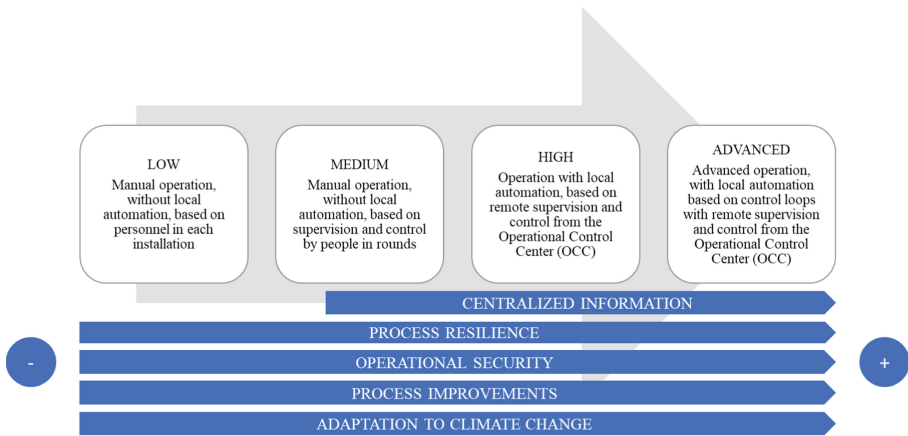 LOW
Manual operation,
without local
automation, based on
personnel in each
installation
MEDIUM
Manual operation,
without local
automation, based on
supervision and control
by people in rounds
HIGH
Operation with local
automation, based on
remote supervision and
control from the
Operational Control
Center (OCC)
ADVANCED
Advanced operation,
with local automation
based on control loops
with remote supervision
and control from the
Operational Control
Center (OCC)
CENTRALIZED INFORMATION
PROCESS RESILIENCE
-
OPERATIONAL SECURITY
+
PROCESS IMPROVEMENTS
ADAPTATION TO CLIMATE CHANGE